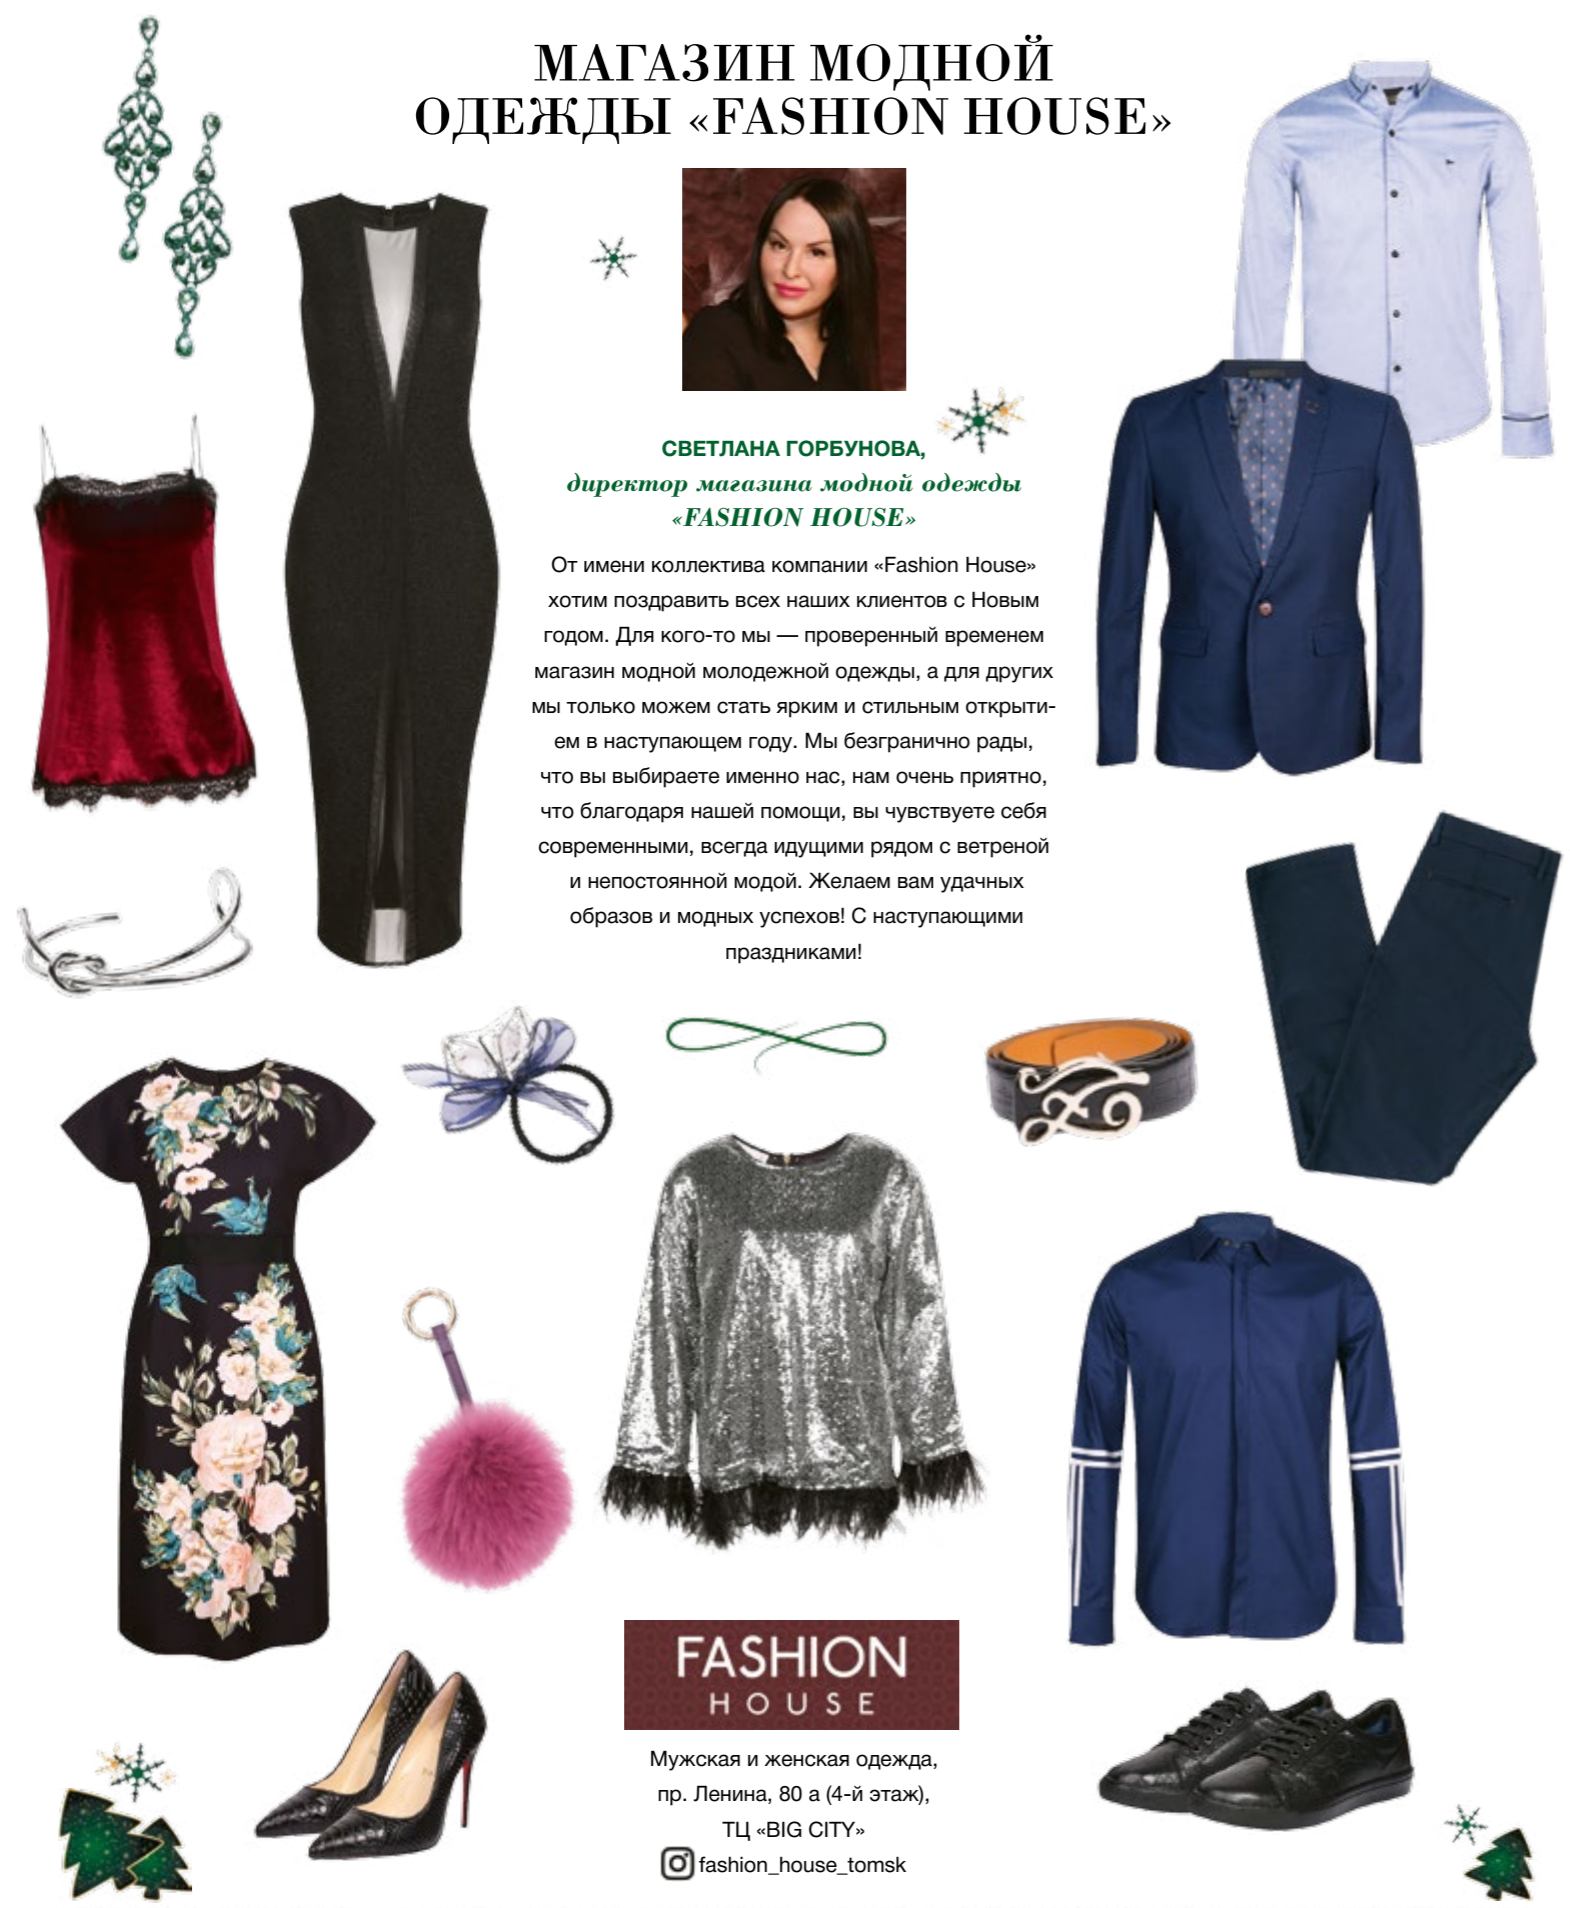 МАГАЗИН МОДНОЙ
ОДЕЖДЫ «FASHION HOUSE»
СВЕТЛАНА ГОРБУНОВА,
директор магазина модной одежды
«FASHION HOUSE»
От имени коллектива компании «Fashion House»
хотим поздравить всех наших клиентов с Новым
годом. Для кого-то мы — проверенный временем
магазин модной молодежной одежды, а для других
мы только можем стать ярким и стильным открыти-
ем в наступающем году. Мы безгранично рады,
что вы выбираете именно нас, нам очень приятно,
что благодаря нашей помощи, вы чувствуете себя
современными, всегда идущими рядом с ветреной
и непостоянной модой. Желаем вам удачных
образов и модных успехов! С наступающими
праздниками!
FASHION
HOUSE
Мужская и женская одежда,
пр. Ленина, 80 а (4-й этаж),
ТЦ «BIG CITY»
fashion_house_tomsk